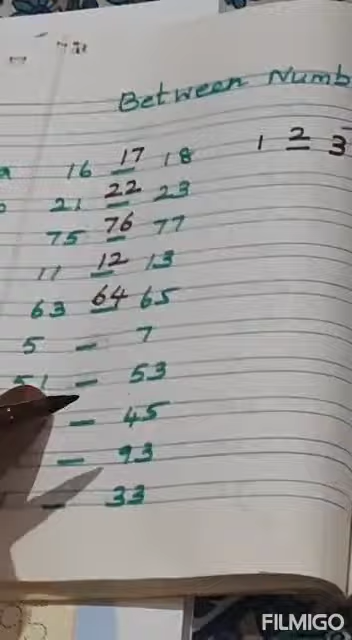 Between Numb
1 2 3
16 17 18
21 22 23
75 76 77
11 12 13
63 64 65
5 — 7
51 — 53
— 45
— 93
— 33
FILMIGO